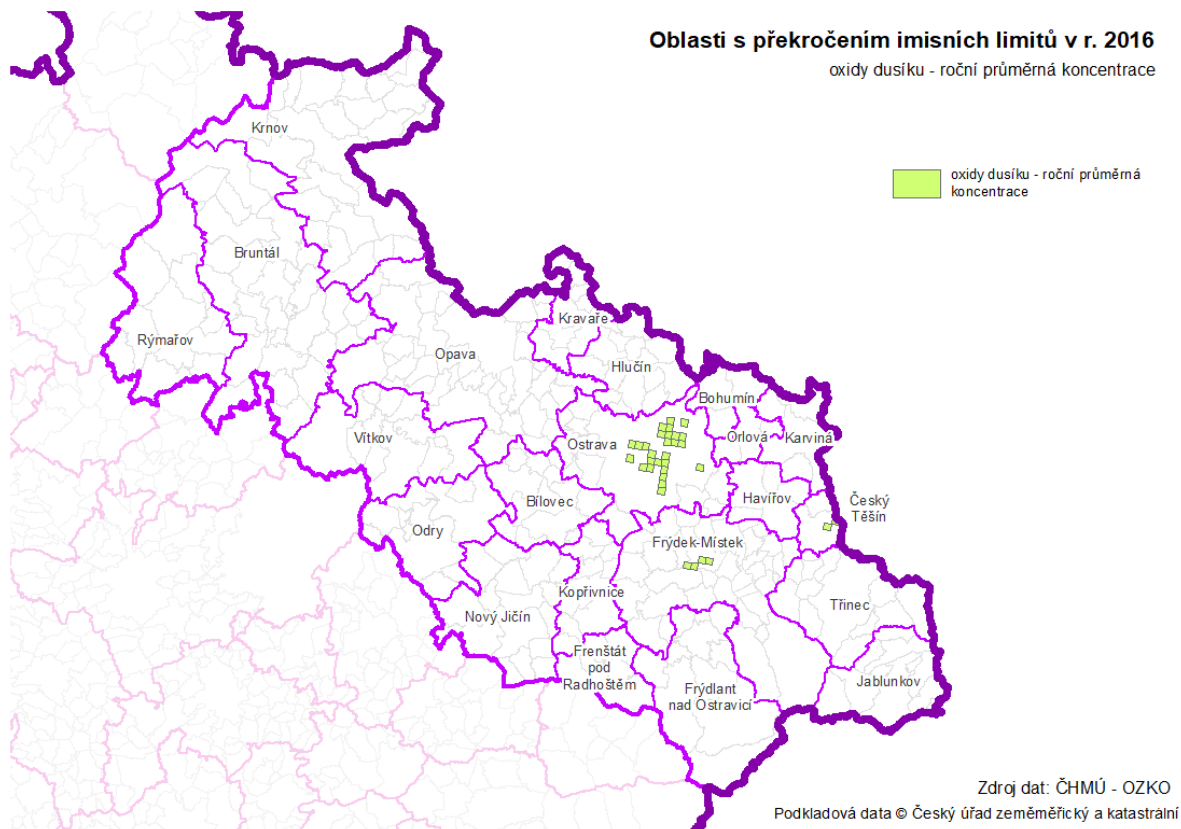 Oblasti s překročením imisních limitů v r. 2016
oxidy dusíku - roční průměrná koncentrace
oxidy dusíku - roční průměrná
koncentrace
Krnov
Bruntál
Rýmařov
Kravaře
Opava
Hlučín
Bohumín
Vítkov
Ostrava
Orlová
Karviná
Bílovec
Havířov
Český
Těšín
Odry
Frýdek-Místek
Kopřivnice
Třinec
Nový Jičín
Frenštát
pod
Radhoštěm
Frýdlant
nad Ostravicí
Jablunkov
Zdroj dat: ČHMÚ - OZKO
Podkladová data © Český úřad zeměměřický a katastrální